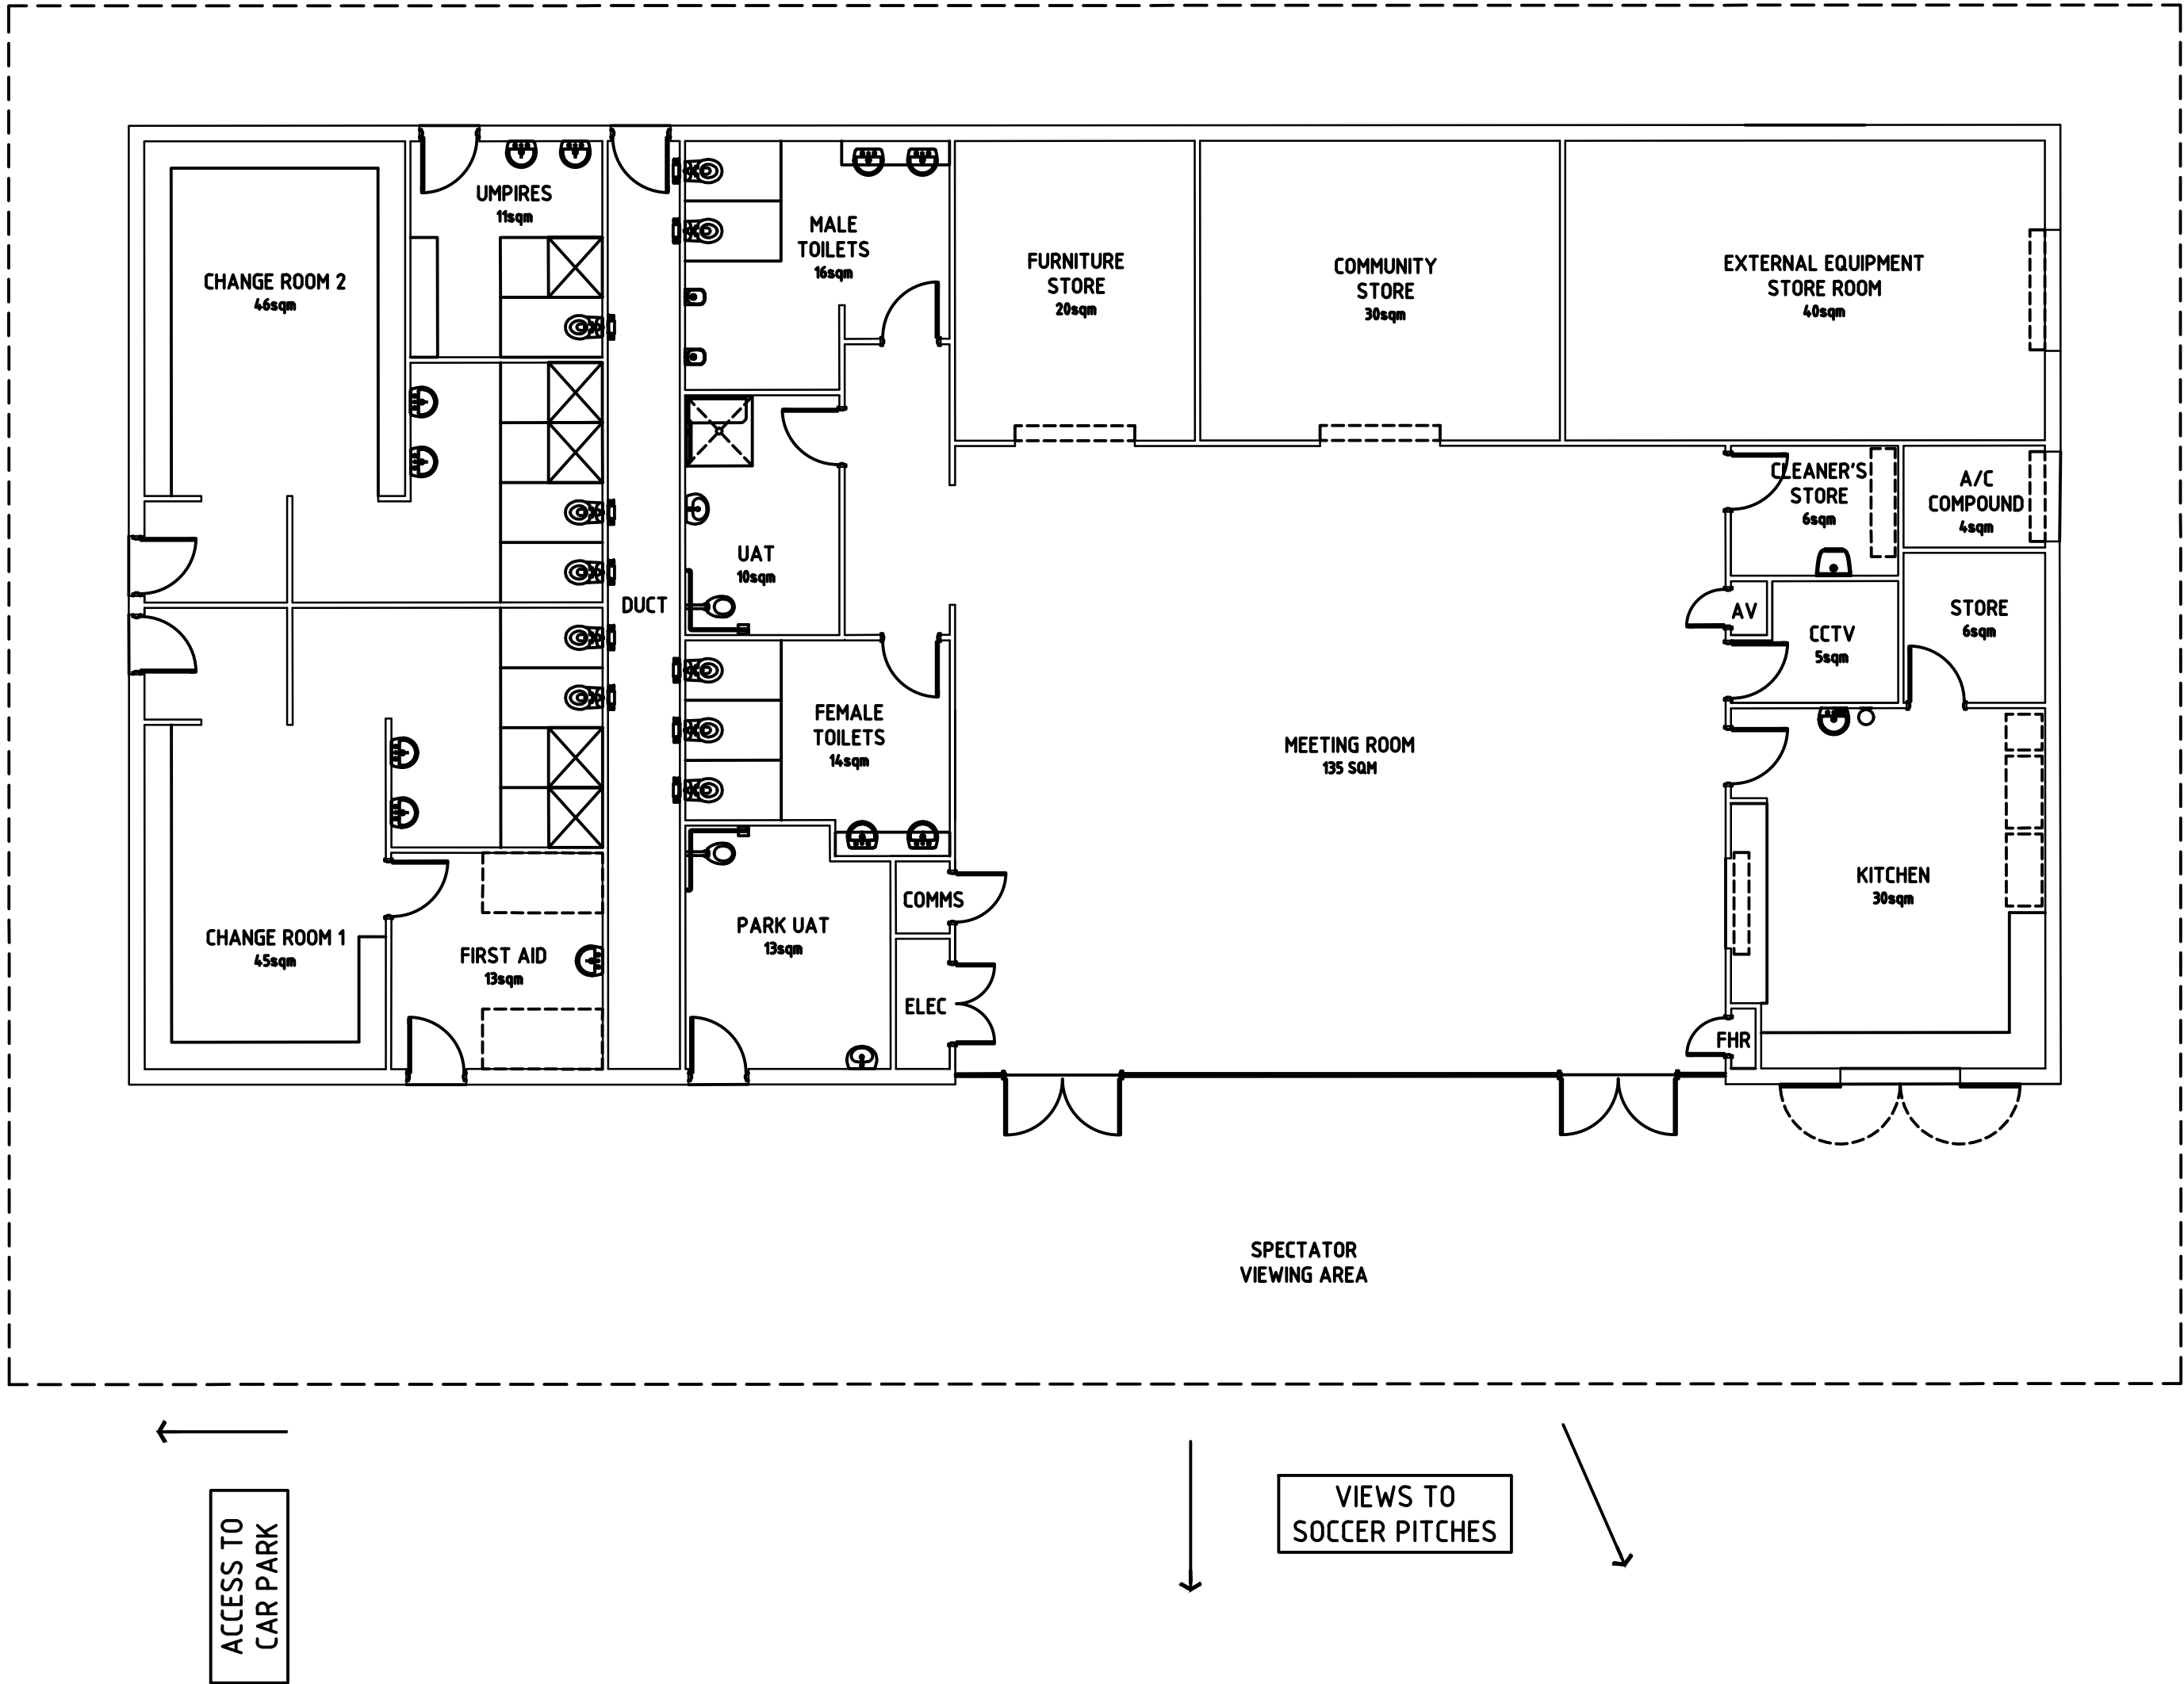 UMPIRES
11sqm
CHANGE ROOM 2
46sqm
MALE
TOILETS
16sqm
FURNITURE
STORE
20sqm
COMMUNITY
STORE
30sqm
EXTERNAL EQUIPMENT
STORE ROOM
40sqm
CLEANER'S
STORE
6sqm
A/C
COMPOUND
4sqm
UAT
10sqm
DUCT
AV
CCTV
5sqm
STORE
6sqm
FEMALE
TOILETS
14sqm
MEETING ROOM
135 SQM
KITCHEN
30sqm
COMMS
PARK UAT
13sqm
CHANGE ROOM 1
45sqm
FIRST AID
13sqm
ELEC
FHR
SPECTATOR
VIEWING AREA
VIEWS TO
SOCCER PITCHES
ACCESS TO
CAR PARK